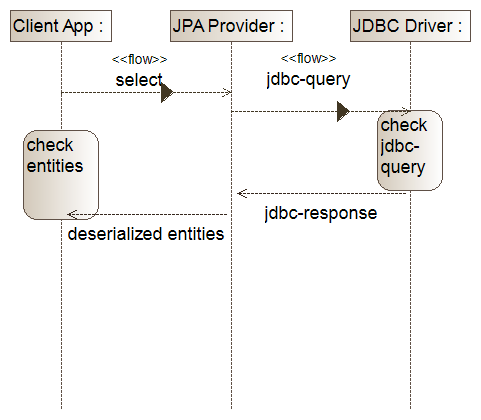 Client App :
JPA Provider :
JDBC Driver :
<<flow>>
select
<<flow>>
jdbc-query
check
jdbc-
query
check
entities
jdbc-response
deserialized entities